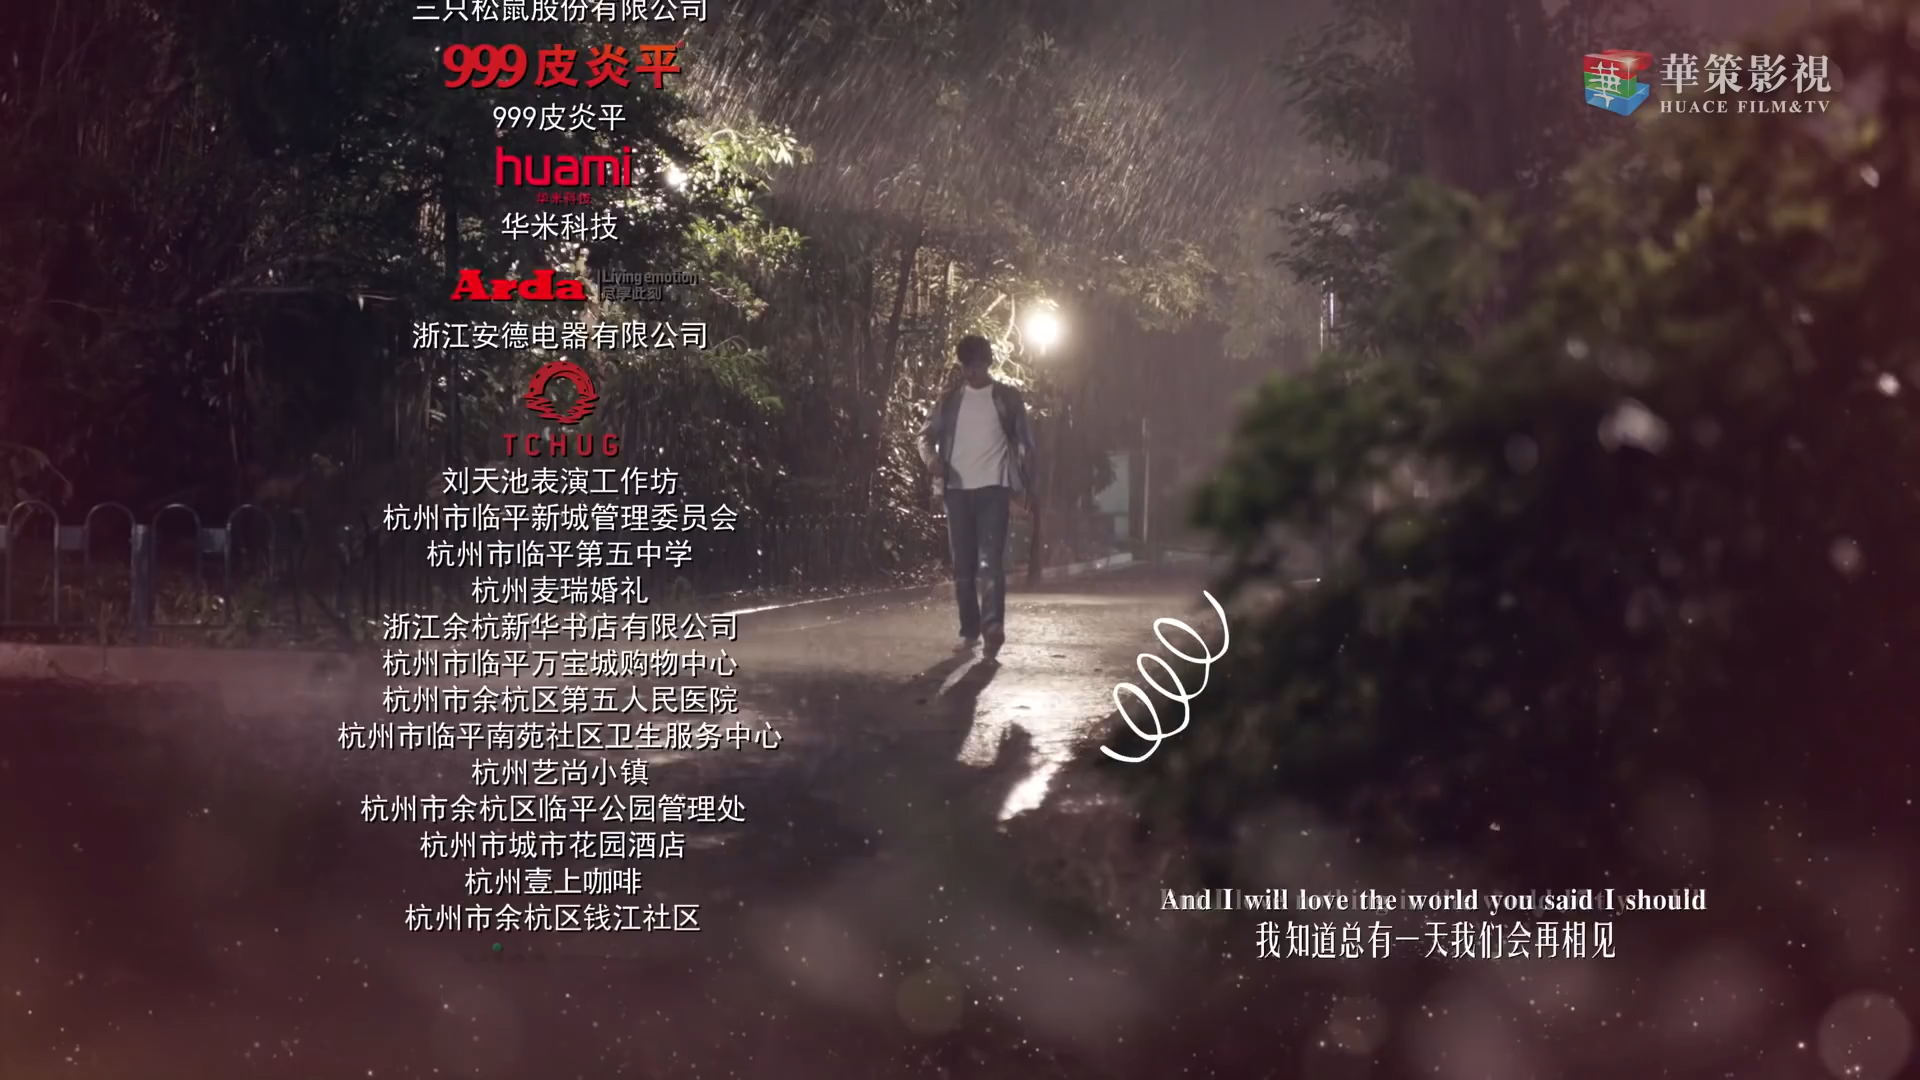 三只松鼠股份有限公司
999皮炎平
999皮炎平
huami
华米科技
华米科技
Arda
Living emotion
尽享此刻
浙江安德电器有限公司
TCHUG
刘天池表演工作坊
杭州市临平新城管理委员会
杭州市临平第五中学
杭州麦瑞婚礼
浙江余杭新华书店有限公司
杭州市临平万宝城购物中心
杭州市余杭区第五人民医院
杭州市临平南苑社区卫生服务中心
杭州艺尚小镇
杭州市余杭区临平公园管理处
杭州市城市花园酒店
杭州壹上咖啡
杭州市余杭区钱江社区
華策影視
HUACE FILM&TV
And I will love the world you said I should
我知道总有一天我们会再相见